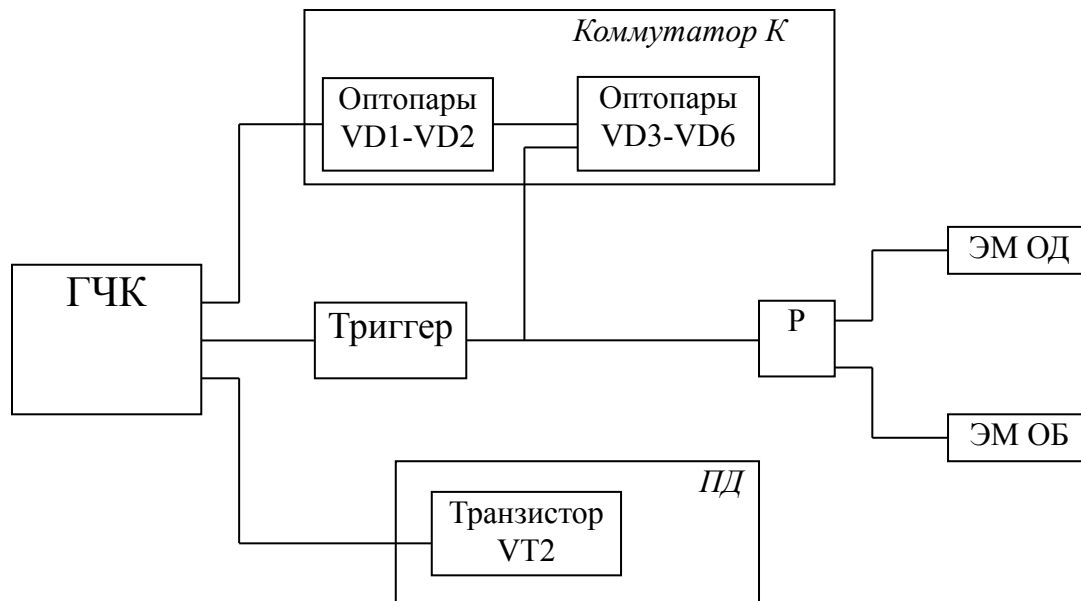 Коммутатор К
Оптопары
VD1-VD2
Оптопары
VD3-VD6
ГЧК
Триггер
Р
ЭМ ОД
ЭМ ОБ
ПД
Транзистор
VT2